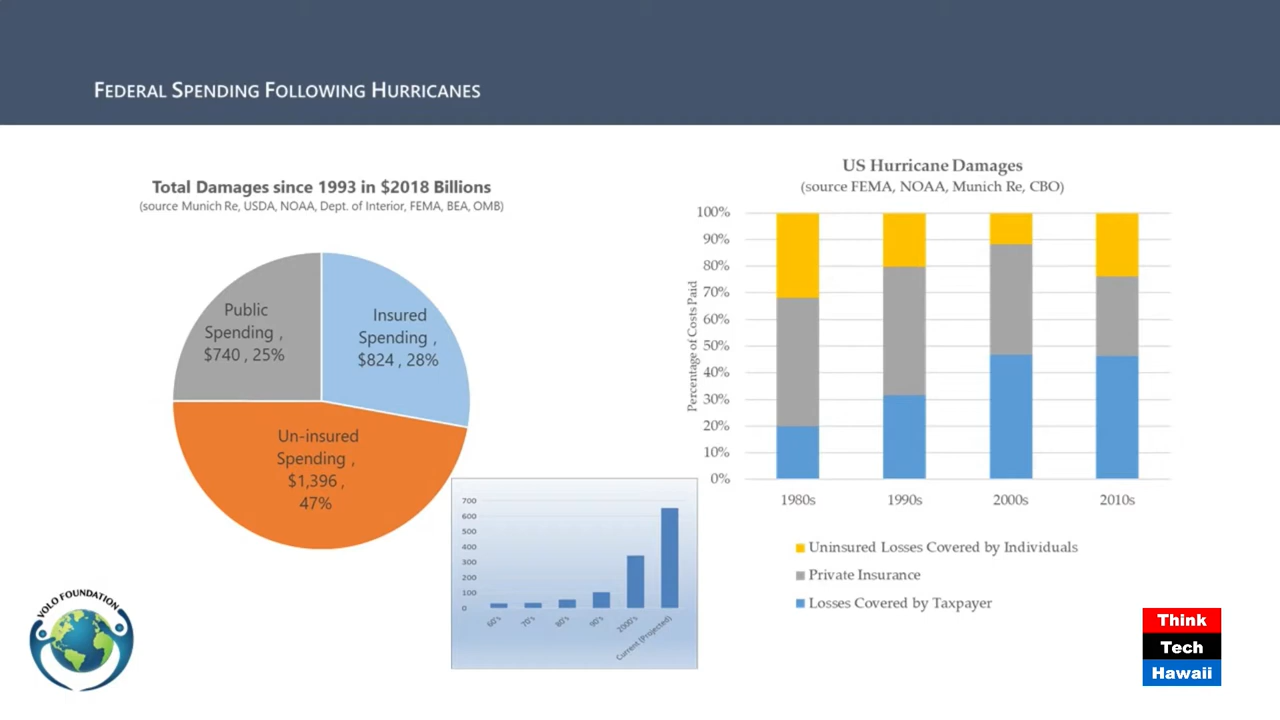 FEDERAL SPENDING FOLLOWING HURRICANES
Total Damages since 1993 in $2018 Billions
(source Munich Re, USDA, NOAA, Dept. of Interior, FEMA, BEA, OMB)
Public
Spending ,
$740 , 25%
Insured
Spending ,
$824 , 28%
Un-insured
Spending ,
$1,396 ,
47%
700
600
500
400
300
200
100
0
60's
70's
80's
90's
2000's
Current (Projected)
US Hurricane Damages
(source FEMA, NOAA, Munich Re, CBO)
Percentage of Costs Paid
100%
90%
80%
70%
60%
50%
40%
30%
20%
10%
0%
1980s
1990s
2000s
2010s
Uninsured Losses Covered by Individuals
Private Insurance
Losses Covered by Taxpayer
VOLO FOUNDATION
Think
Tech
Hawaii